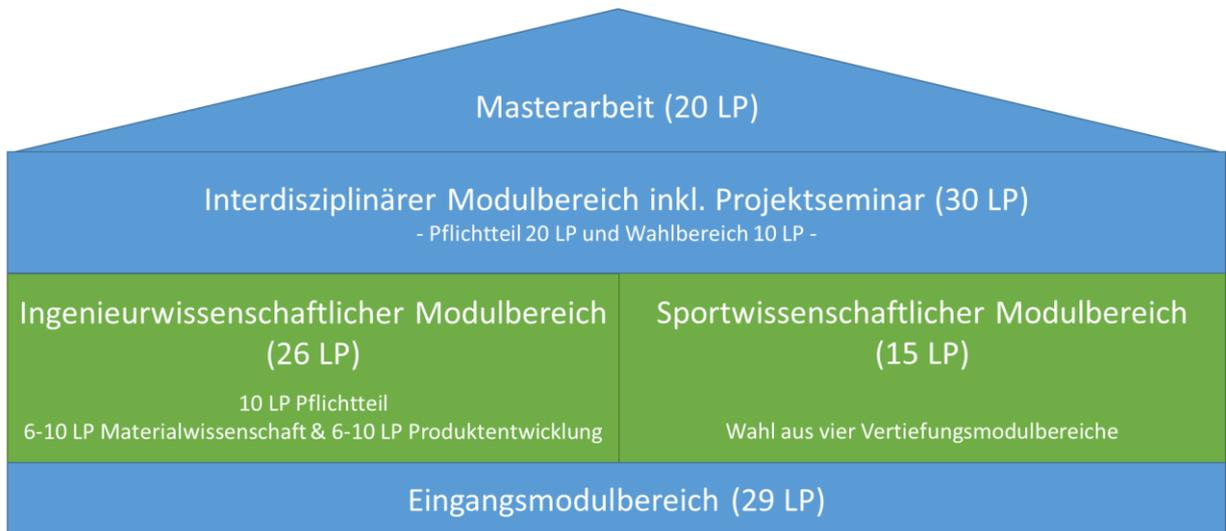 Masterarbeit (20 LP)
Interdisziplinärer Modulbereich inkl. Projektseminar (30 LP)
- Pflichtteil 20 LP und Wahlbereich 10 LP -
Ingenieurwissenschaftlicher Modulbereich
(26 LP)
10 LP Pflichtteil
6-10 LP Materialwissenschaft & 6-10 LP Produktentwicklung
Sportwissenschaftlicher Modulbereich
(15 LP)
Wahl aus vier Vertiefungsmodulbereiche
Eingangsmodulbereich (29 LP)